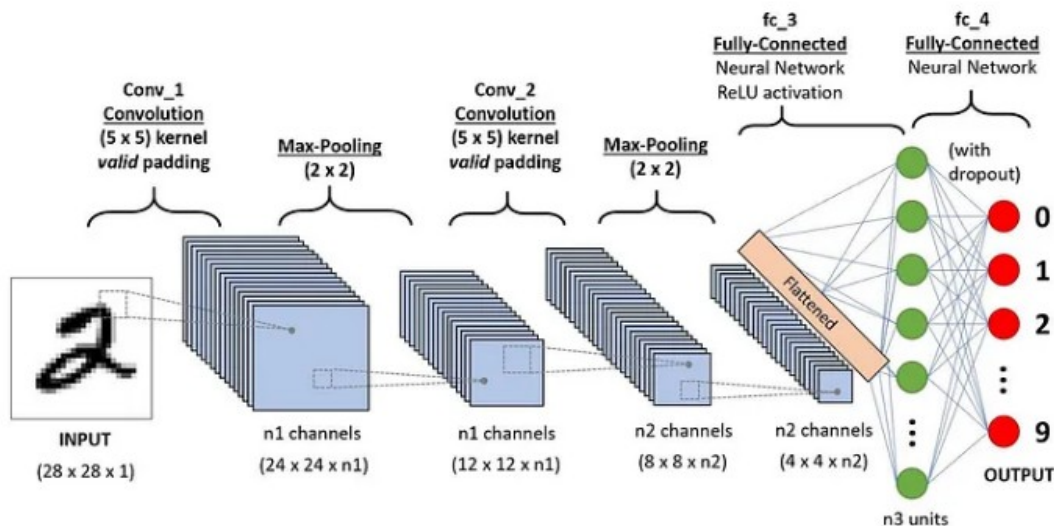 fc_3
Fully-Connected
Neural Network
ReLU activation
fc_4
Fully-Connected
Neural Network
Conv_1
Convolution
(5 x 5) kernel
valid padding
Max-Pooling
(2 x 2)
Conv_2
Convolution
(5 x 5) kernel
valid padding
Max-Pooling
(2 x 2)
(with
dropout)
Flattened
0
1
2
9
INPUT
(28 x 28 x 1)
n1 channels
(24 x 24 x n1)
n1 channels
(12 x 12 x n1)
n2 channels
(8 x 8 x n2)
n2 channels
(4 x 4 x n2)
OUTPUT
n3 units